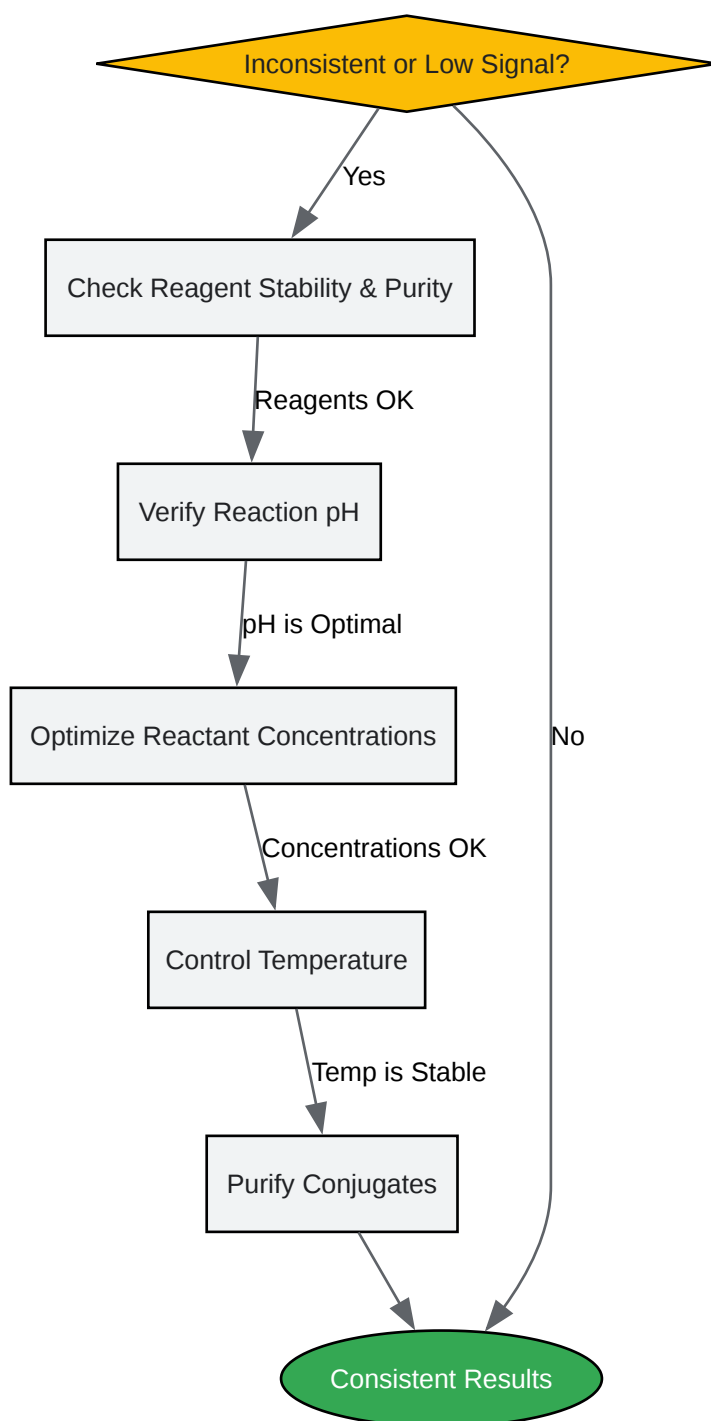 Inconsistent or Low Signal?
Yes
Check Reagent Stability & Purity
Reagents OK
Verify Reaction pH
pH is Optimal
Optimize Reactant Concentrations
No
Concentrations OK
Control Temperature
Temp is Stable
Purify Conjugates
Consistent Results